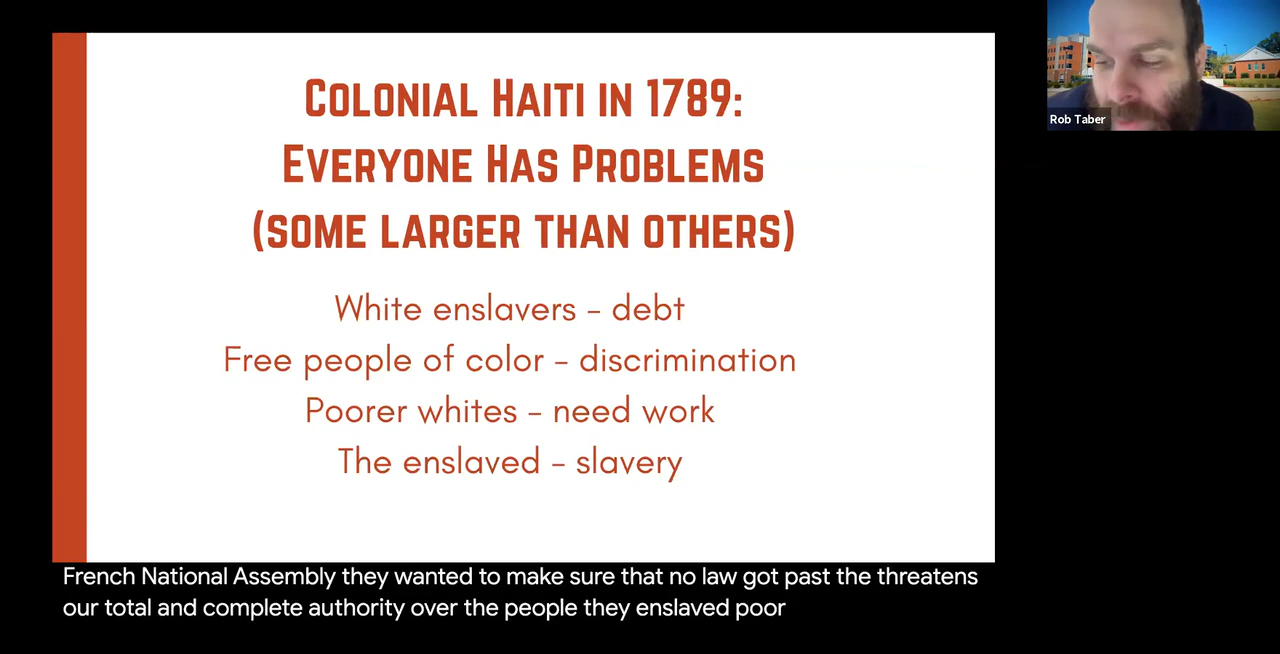 COLONIAL HAITI IN 1789:
EVERYONE HAS PROBLEMS
(SOME LARGER THAN OTHERS)
White enslavers - debt
Free people of color - discrimination
Poorer whites - need work
The enslaved - slavery
French National Assembly they wanted to make sure that no law got past the threatens
our total and complete authority over the people they enslaved poor
Rob Taber